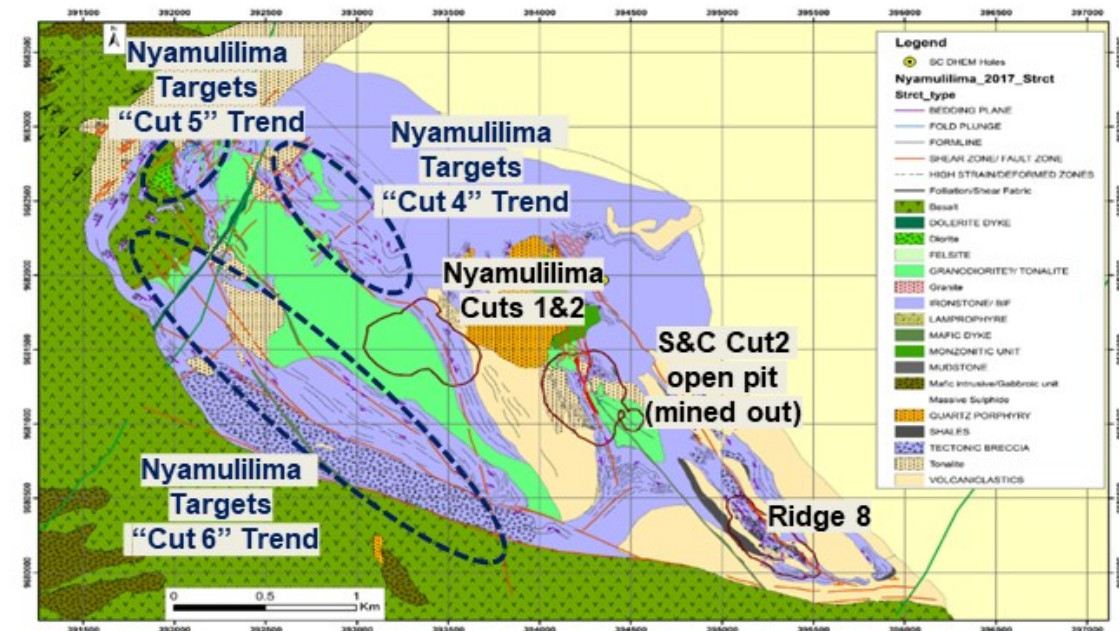 391500 392000 392500 393000 393500 394000 394500 395000 395500 396000 396500 397000
Nyamulilima
Targets
“Cut 5” Trend
Nyamulilima
Targets
“Cut 4” Trend
Nyamulilima
Cuts 1&2
S&C Cut2
open pit
(mined out)
Ridge 8
Nyamulilima
Targets
“Cut 6” Trend
0 0.5 1
Km
Legend
SC DHEM Holes
Nyamulilima_2017_Strct
Strct_type
BEDDING PLANE
FOLD PLUNGE
FORMLINE
SHEAR ZONE/ FAULT ZONE
HIGH STRAIN/DEFORMED ZONES
Folliation/Shear Fabric
Basalt
DOLERITE DYKE
Diorite
FELSITE
GRANODIORITE?/ TONALITE
Granite
IRONSTONE/ BIF
LAMPROPHYRE
MAFIC DYKE
MONZONITIC UNIT
MUDSTONE
Mafic intrusive/Gabbroic unit
Massive Sulphide
QUARTZ PORPHYRY
SHALES
TECTONIC BRECCIA
Tonalite
VOLCANICLASTICS